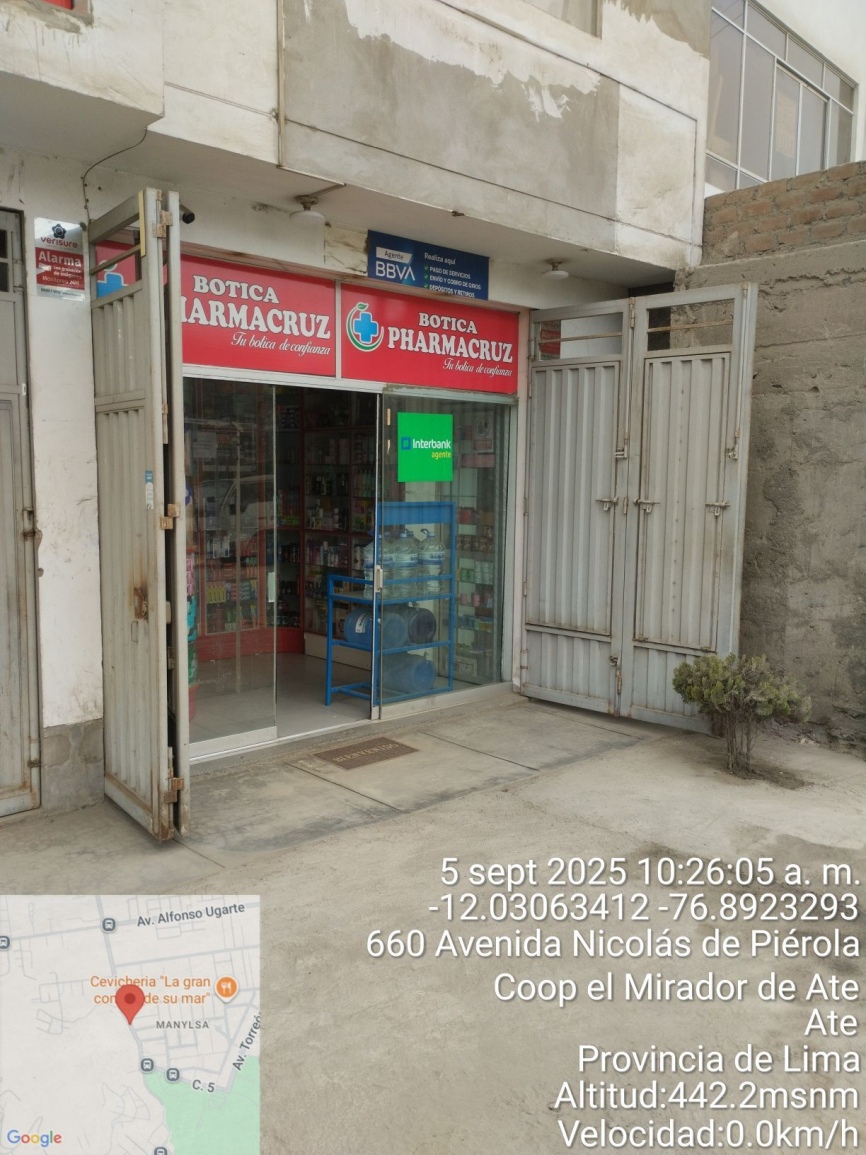 verisure
Alarma
Agente
BBVA
Realiza aquí
PAGO DE SERVICIOS
ENVÍO Y COBRO DE GIROS
DEPÓSITOS Y RETIROS
BOTICA
ARMACRUZ
Tu botica de confianza
BOTICA
PHARMACRUZ
Tu botica de confianza
Interbank
agente
BIENVENIDOS
5 sept 2025 10:26:05 a. m.
-12.03063412 -76.8923293
660 Avenida Nicolás de Piérola
Coop el Mirador de Ate
Ate
Provincia de Lima
Altitud:442.2msnm
Velocidad:0.0km/h
Av. Alfonso Ugarte
Cevicheria "La gran
con de su mar"
MANYLSA
Av. Torre
C. 5
Google